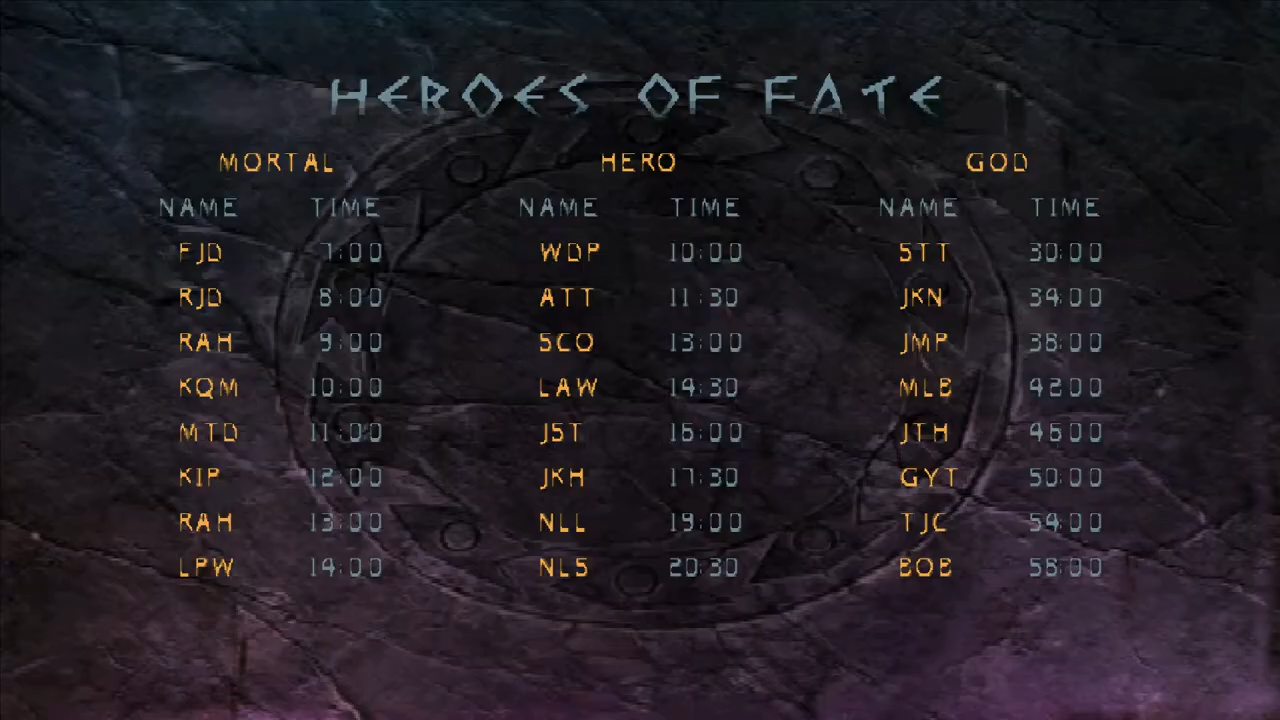 HEROES OF FATE
MORTAL HERO GOD
NAME TIME NAME TIME NAME TIME
FJD 7:00 WDP 10:00 STT 30:00
RJD 8:00 ATT 11:30 JKN 34:00
RAH 9:00 SCO 13:00 JMP 38:00
KQM 10:00 LAW 14:30 MLB 42:00
MTD 11:00 JST 16:00 JTH 46:00
KIP 12:00 JKH 17:30 GYT 50:00
RAH 13:00 NLL 19:00 TJC 54:00
LPW 14:00 NLS 20:30 BOB 58:00